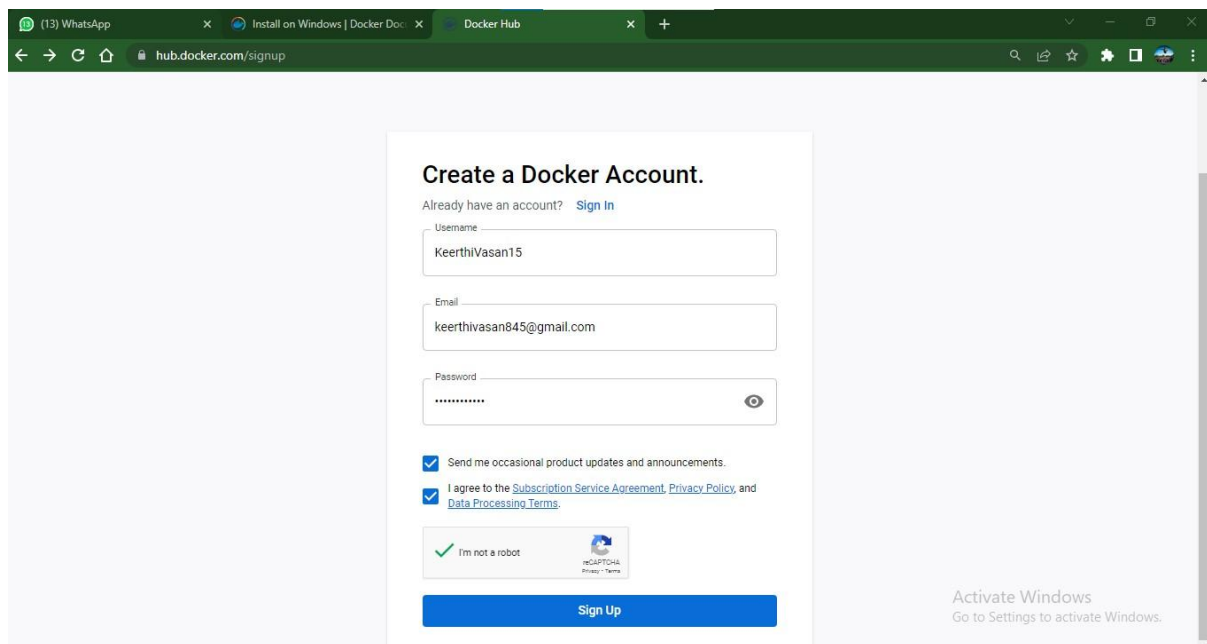 (13) WhatsApp
Install on Windows | Docker Doc
Docker Hub
hub.docker.com/signup
Create a Docker Account.
Already have an account? Sign In
Username
KeerthiVasan15
Email
keerthivasan845@gmail.com
Password
••••••••••••
Send me occasional product updates and announcements.
I agree to the Subscription Service Agreement, Privacy Policy, and
Data Processing Terms.
I'm not a robot
reCAPTCHA
Privacy - Terms
Sign Up
Activate Windows
Go to Settings to activate Windows.